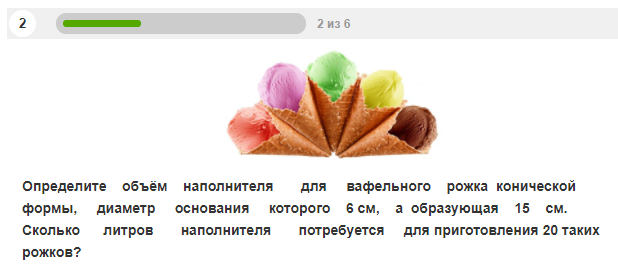 2
2 из 6
Определите объём наполнителя для вафельного рожка конической
формы, диаметр основания которого 6 см, а образующая 15 см.
Сколько литров наполнителя потребуется для приготовления 20 таких
рожков?